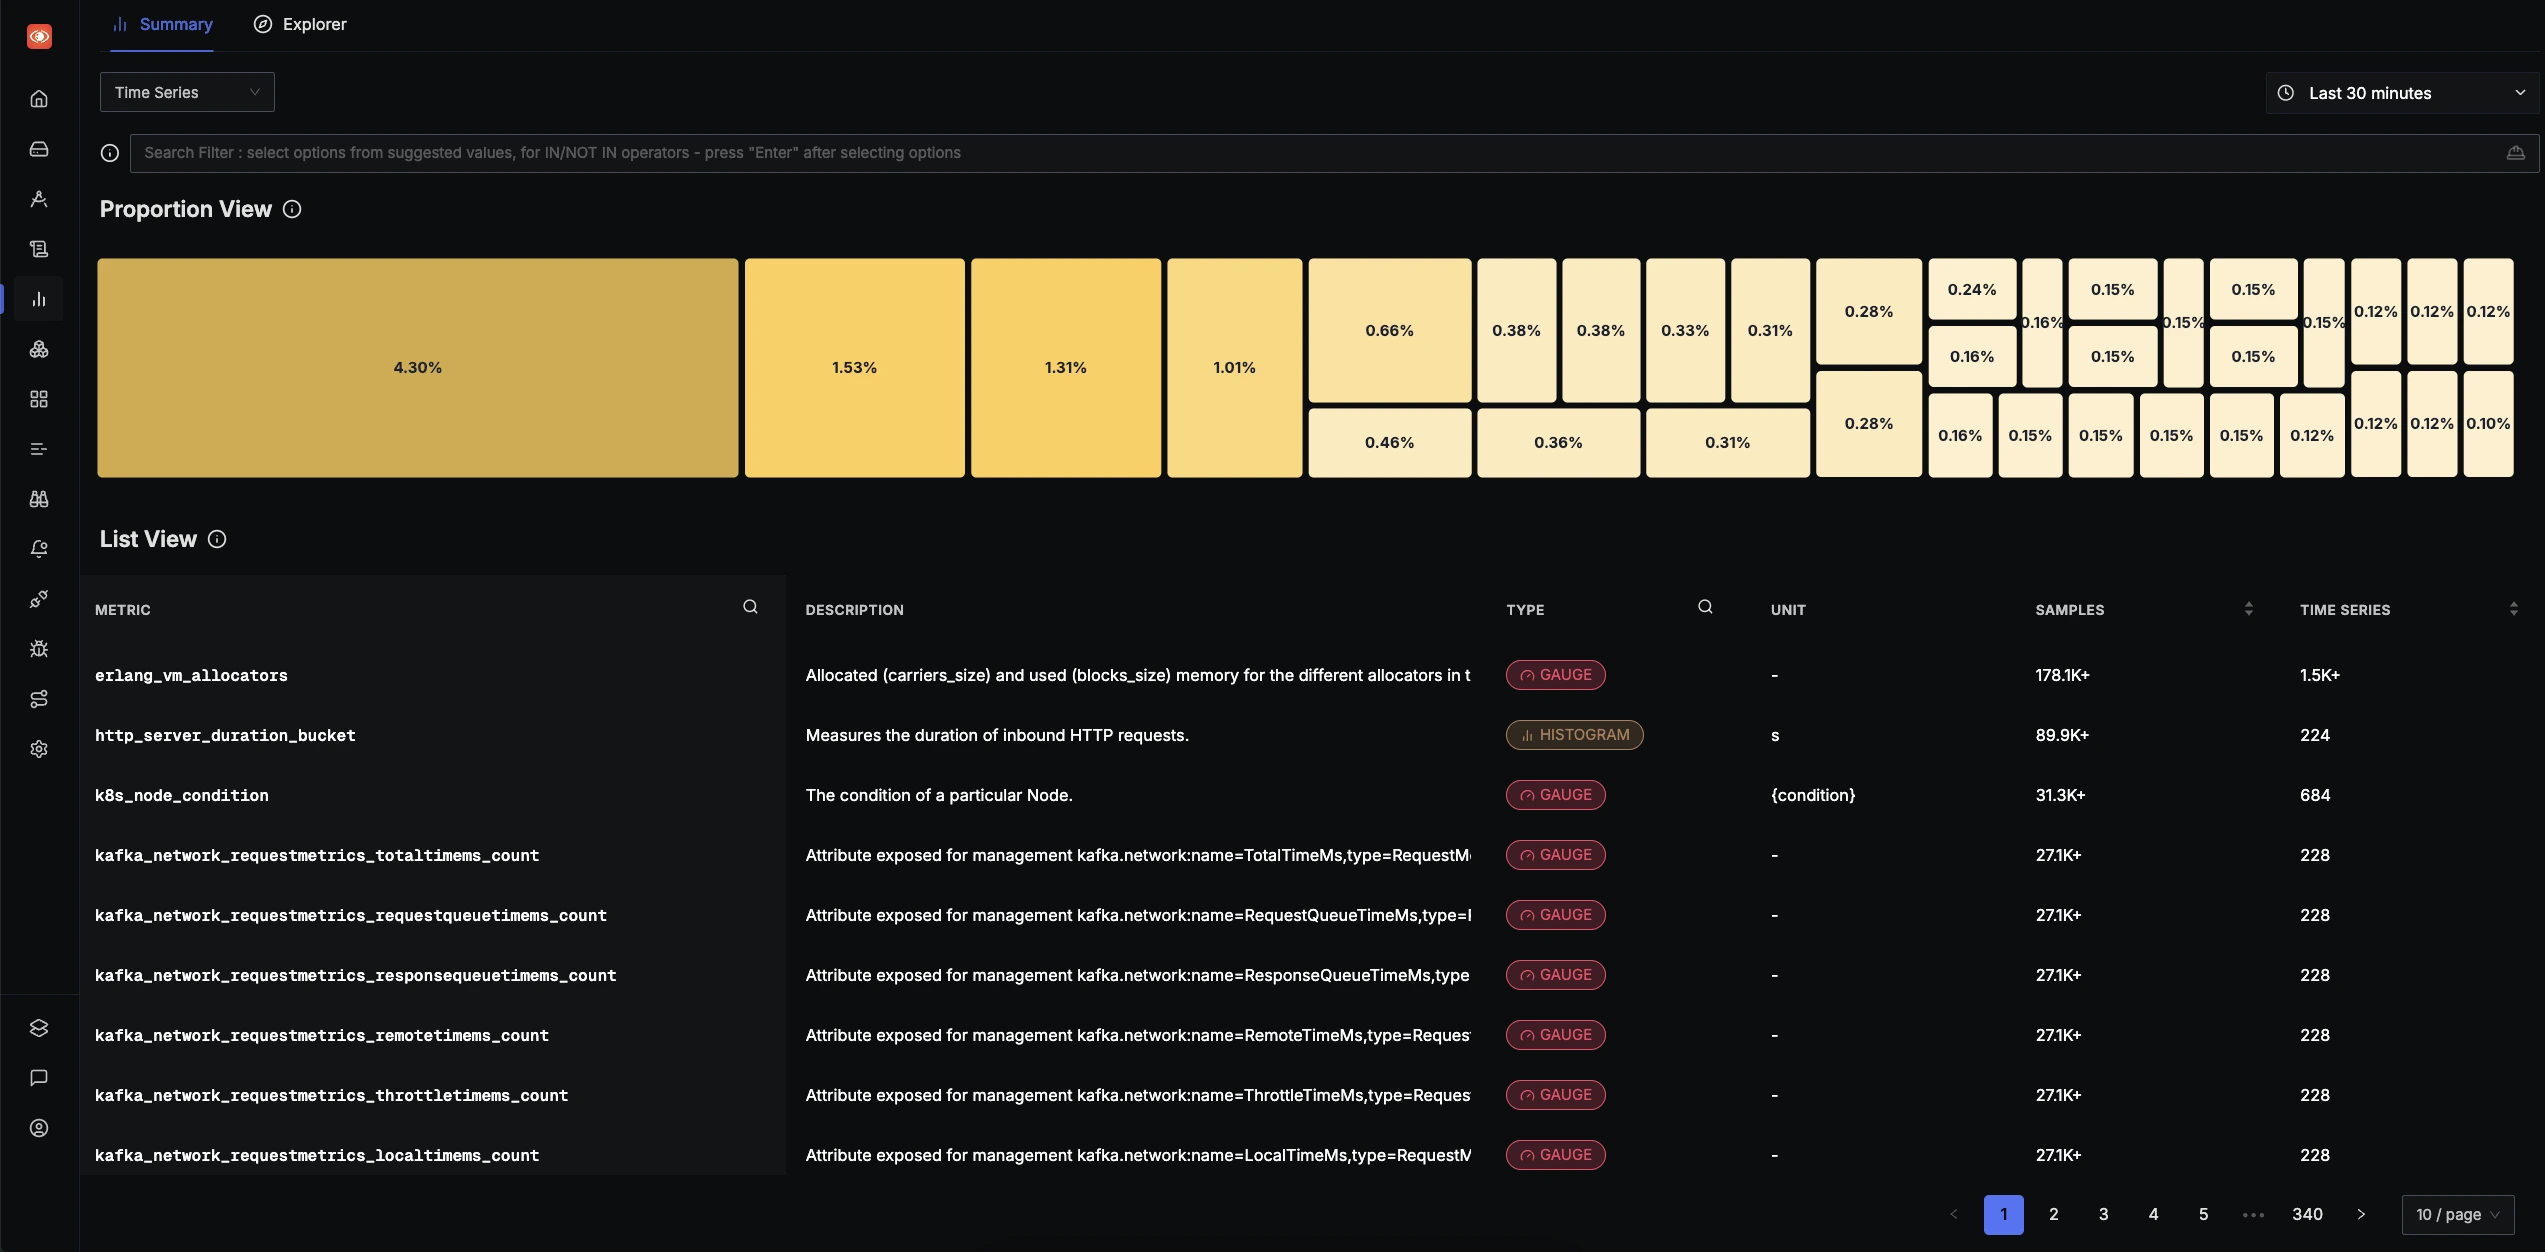 Summary
Explorer
Time Series
Last 30 minutes
Search Filter : select options from suggested values, for IN/NOT IN operators - press "Enter" after selecting options
Proportion View
4.30%
1.53%
1.31%
1.01%
0.66%
0.38%
0.38%
0.33%
0.31%
0.46%
0.36%
0.31%
0.28%
0.28%
0.24%
0.16%
0.16%
0.15%
0.15%
0.15%
0.15%
0.15%
0.15%
0.16%
0.15%
0.15%
0.15%
0.15%
0.12%
0.12%
0.12%
0.12%
0.12%
0.12%
0.10%
List View
METRIC DESCRIPTION TYPE UNIT SAMPLES TIME SERIES
erlang_vm_allocators Allocated (carriers_size) and used (blocks_size) memory for the different allocators in t GAUGE - 178.1K+ 1.5K+
http_server_duration_bucket Measures the duration of inbound HTTP requests. HISTOGRAM s 89.9K+ 224
k8s_node_condition The condition of a particular Node. GAUGE {condition} 31.3K+ 684
kafka_network_requestmetrics_totaltimems_count Attribute exposed for management kafka.network:name=TotalTimeMs,type=RequestM GAUGE - 27.1K+ 228
kafka_network_requestmetrics_requestqueuetimems_count Attribute exposed for management kafka.network:name=RequestQueueTimeMs,type= GAUGE - 27.1K+ 228
kafka_network_requestmetrics_responsequeuetimems_count Attribute exposed for management kafka.network:name=ResponseQueueTimeMs,type GAUGE - 27.1K+ 228
kafka_network_requestmetrics_remotetimems_count Attribute exposed for management kafka.network:name=RemoteTimeMs,type=Reques GAUGE - 27.1K+ 228
kafka_network_requestmetrics_throttletimems_count Attribute exposed for management kafka.network:name=ThrottleTimeMs,type=Reques GAUGE - 27.1K+ 228
kafka_network_requestmetrics_localtimems_count Attribute exposed for management kafka.network:name=LocalTimeMs,type=RequestM GAUGE - 27.1K+ 228
< 1 2 3 4 5 ••• 340 > 10 / page